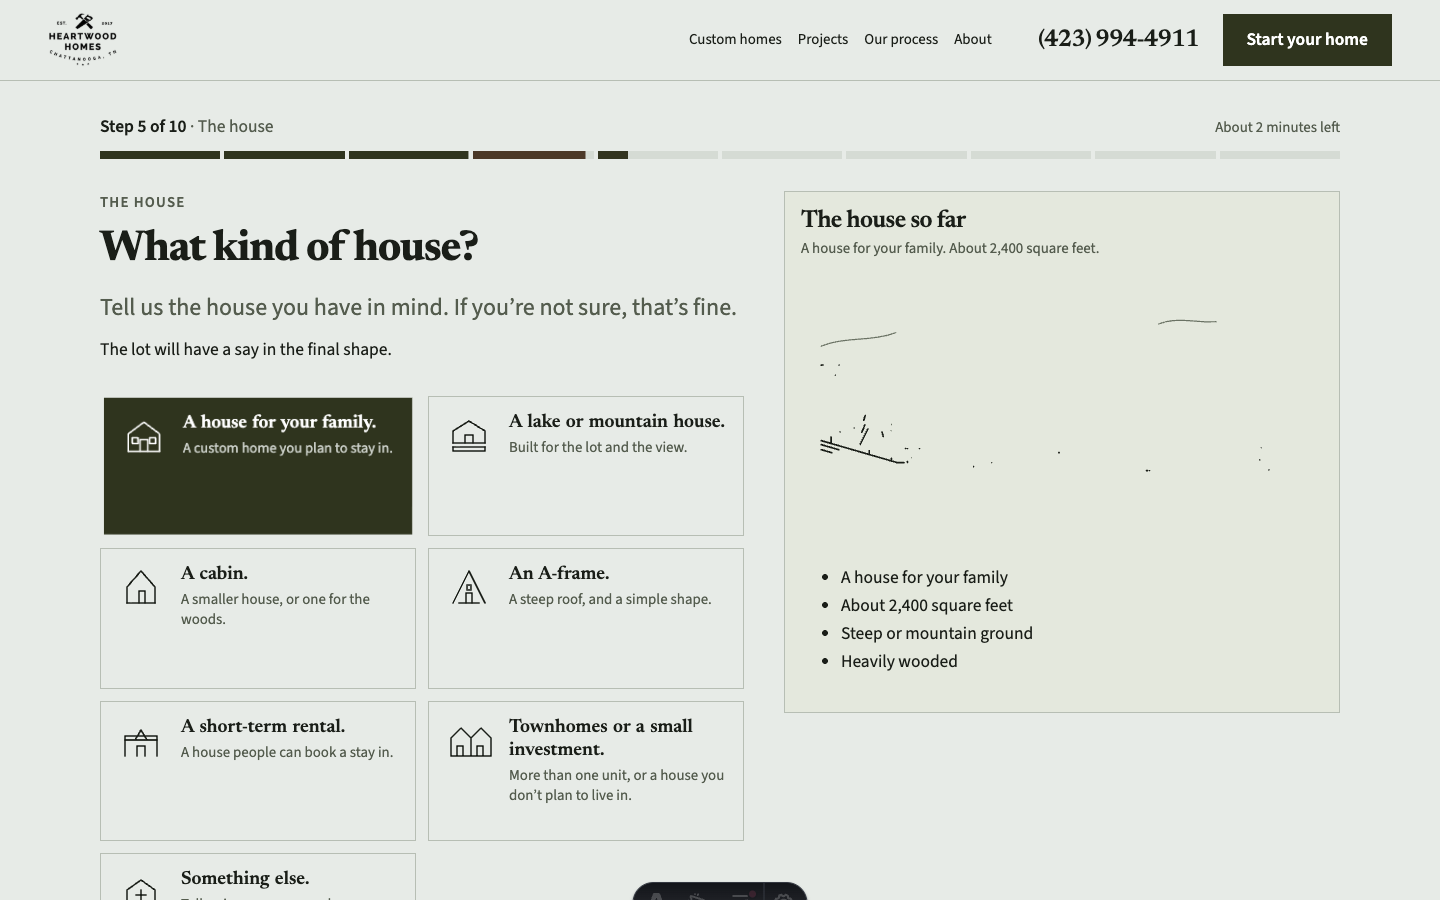 EST. 2017
HEARTWOOD
HOMES
CHATTANOOGA, TN
Custom homes Projects Our process About (423) 994-4911 Start your home
Step 5 of 10 · The house
About 2 minutes left
THE HOUSE
What kind of house?
Tell us the house you have in mind. If you’re not sure, that’s fine.
The lot will have a say in the final shape.
A house for your family.
A custom home you plan to stay in.
A lake or mountain house.
Built for the lot and the view.
A cabin.
A smaller house, or one for the
woods.
An A-frame.
A steep roof, and a simple shape.
A short-term rental.
A house people can book a stay in.
Townhomes or a small
investment.
More than one unit, or a house you
don’t plan to live in.
Something else.
The house so far
A house for your family. About 2,400 square feet.
• A house for your family
• About 2,400 square feet
• Steep or mountain ground
• Heavily wooded